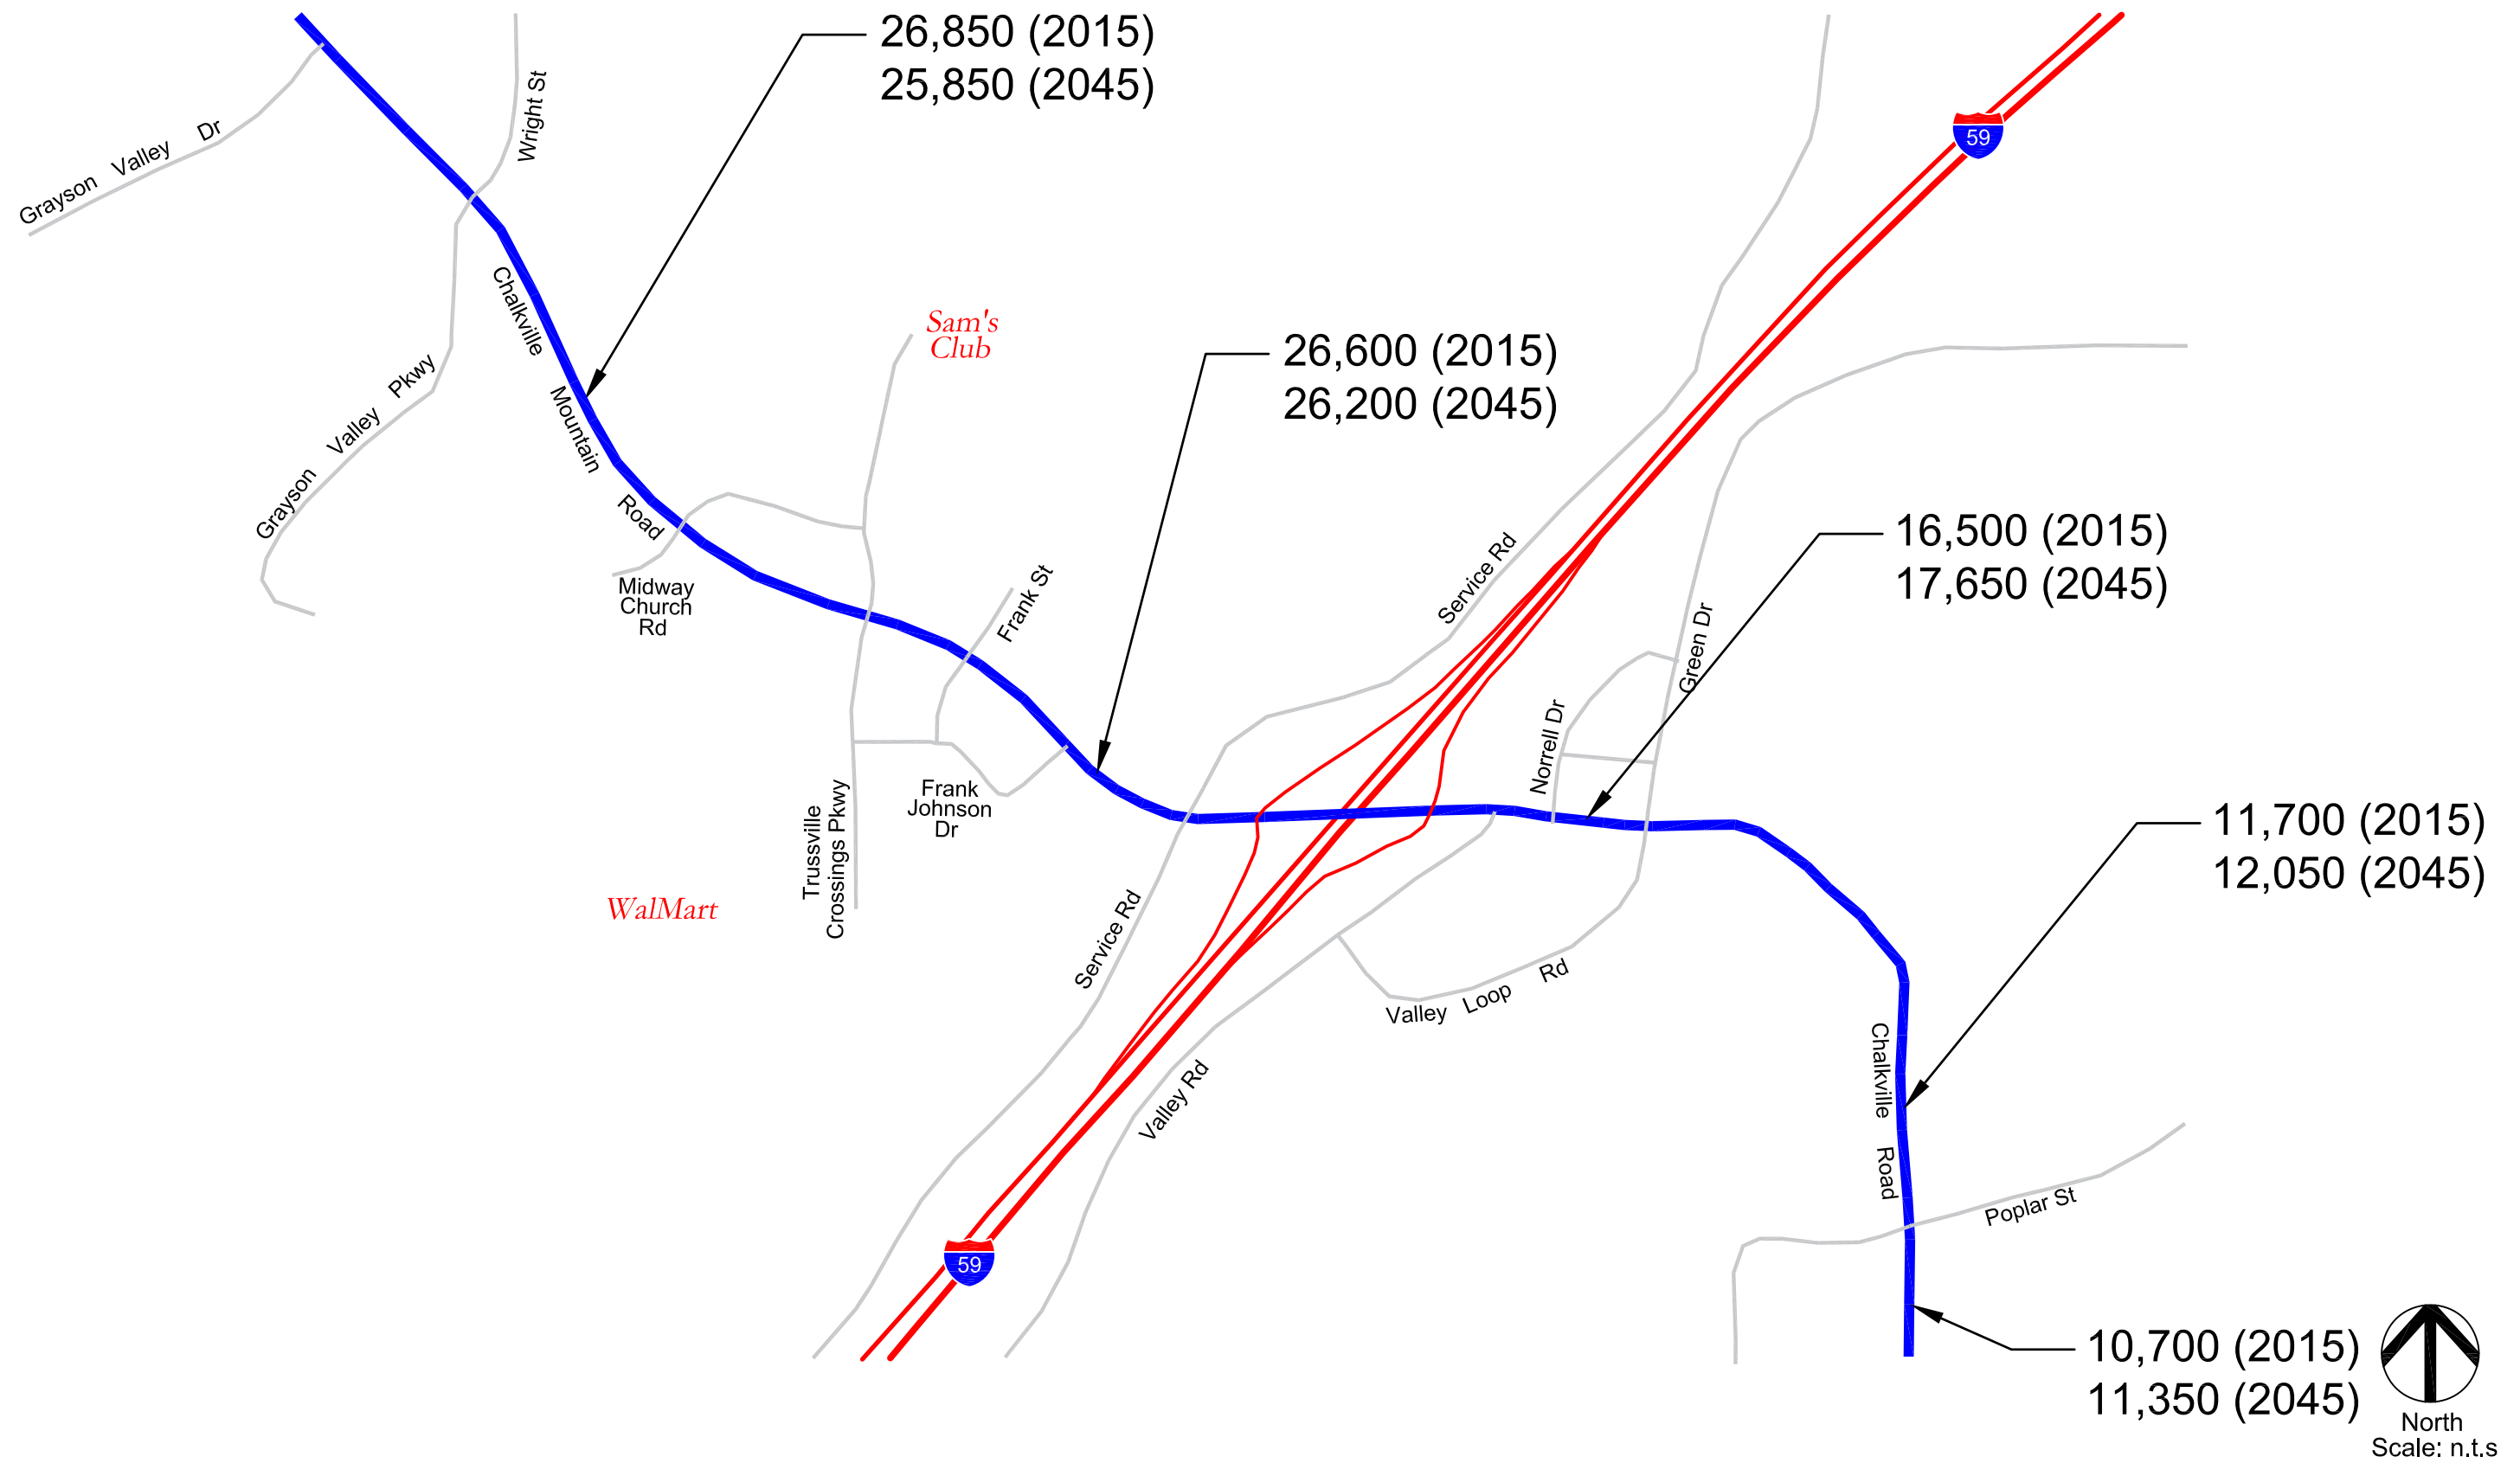 26,850 (2015)
25,850 (2045)
Wright St
59
Grayson Valley Dr
Chalkville Mountain Road
Sam's
Club
26,600 (2015)
26,200 (2045)
Grayson Valley Pkwy
16,500 (2015)
17,650 (2045)
Service Rd
Midway
Church
Rd
Frank St
Green Dr
Norrell Dr
Frank
Johnson
Dr
Trussville
Crossings Pkwy
11,700 (2015)
12,050 (2045)
WalMart
Service Rd
Valley Loop Rd
Chalkville Road
Valley Rd
Poplar St
59
10,700 (2015)
11,350 (2045)
North
Scale: n.t.s